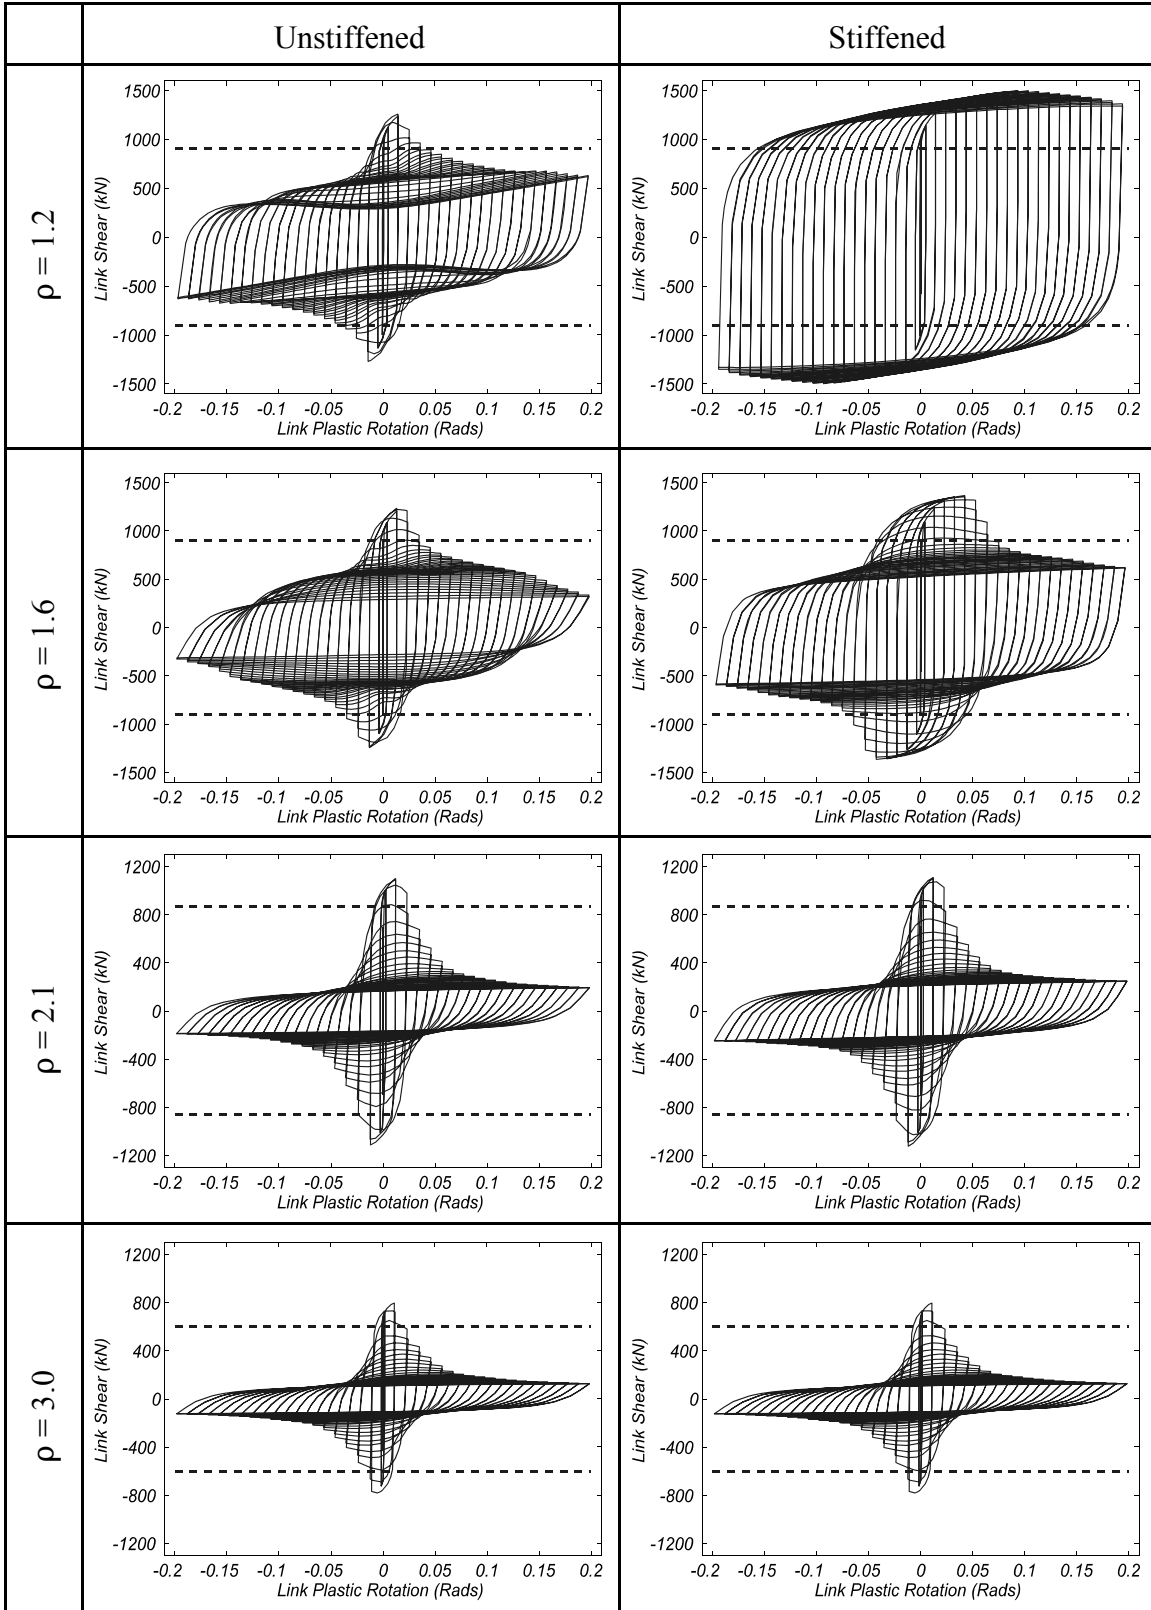 Unstiffened Stiffened
ρ = 1.2
1500
1000
500
0
-500
-1000
-1500
Link Shear (kN)
-0.2 -0.15 -0.1 -0.05 0 0.05 0.1 0.15 0.2
Link Plastic Rotation (Rads)
1500
1000
500
0
-500
-1000
-1500
Link Shear (kN)
-0.2 -0.15 -0.1 -0.05 0 0.05 0.1 0.15 0.2
Link Plastic Rotation (Rads)
ρ = 1.6
1500
1000
500
0
-500
-1000
-1500
Link Shear (kN)
-0.2 -0.15 -0.1 -0.05 0 0.05 0.1 0.15 0.2
Link Plastic Rotation (Rads)
1500
1000
500
0
-500
-1000
-1500
Link Shear (kN)
-0.2 -0.15 -0.1 -0.05 0 0.05 0.1 0.15 0.2
Link Plastic Rotation (Rads)
ρ = 2.1
1200
800
400
0
-400
-800
-1200
Link Shear (kN)
-0.2 -0.15 -0.1 -0.05 0 0.05 0.1 0.15 0.2
Link Plastic Rotation (Rads)
1200
800
400
0
-400
-800
-1200
Link Shear (kN)
-0.2 -0.15 -0.1 -0.05 0 0.05 0.1 0.15 0.2
Link Plastic Rotation (Rads)
ρ = 3.0
1200
800
400
0
-400
-800
-1200
Link Shear (kN)
-0.2 -0.15 -0.1 -0.05 0 0.05 0.1 0.15 0.2
Link Plastic Rotation (Rads)
1200
800
400
0
-400
-800
-1200
Link Shear (kN)
-0.2 -0.15 -0.1 -0.05 0 0.05 0.1 0.15 0.2
Link Plastic Rotation (Rads)